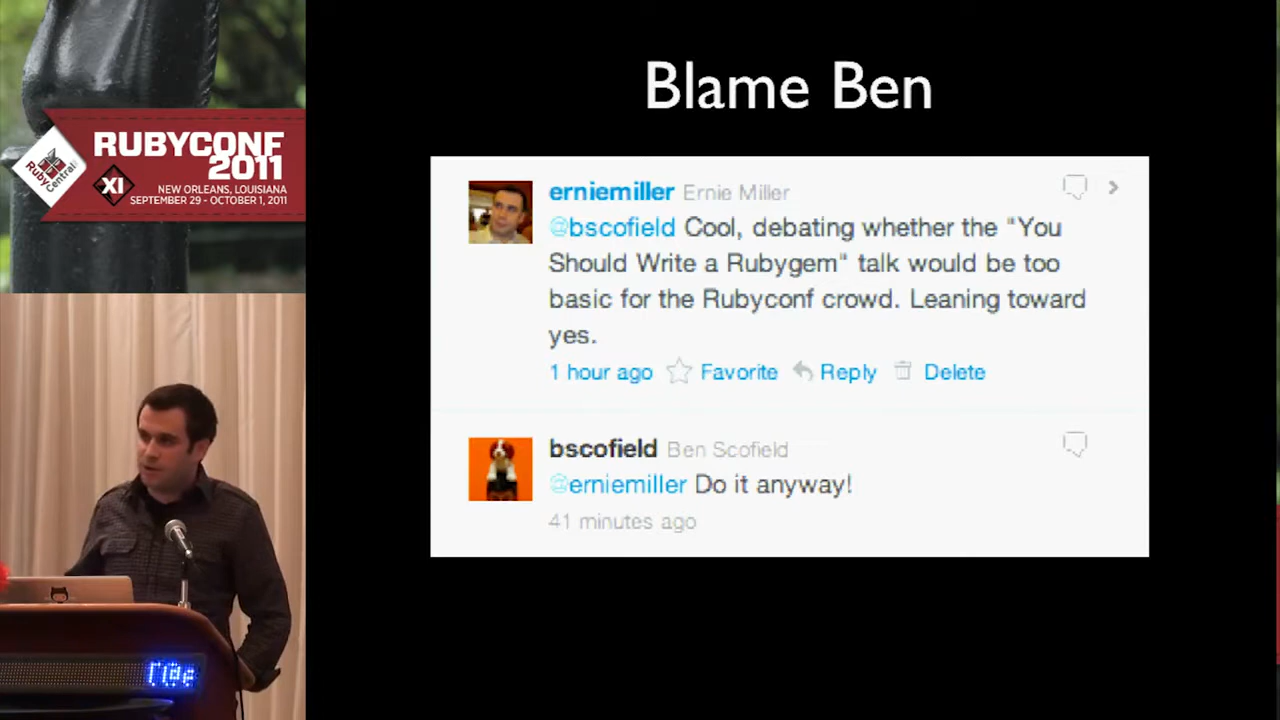 RubyCentral
XI
RUBYCONF
2011
NEW ORLEANS, LOUISIANA
SEPTEMBER 29 - OCTOBER 1, 2011
Blame Ben
erniemiller Ernie Miller
@bscofield Cool, debating whether the "You
Should Write a Rubygem" talk would be too
basic for the Rubyconf crowd. Leaning toward
yes.
1 hour ago Favorite Reply Delete
bscofield Ben Scofield
@erniemiller Do it anyway!
41 minutes ago